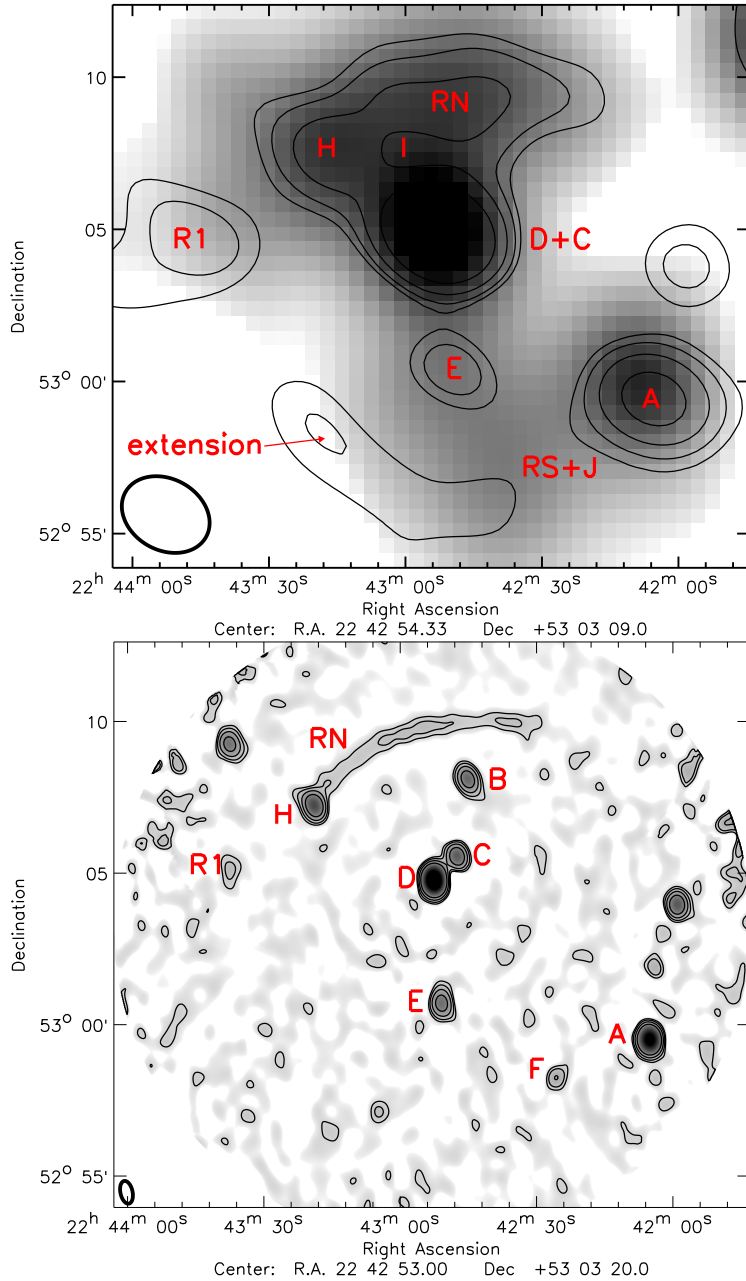 10
RN
H
I
05
R1
D+C
Declination
E
53° 00'
A
extension
RS+J
52° 55'
22ʰ 44ᵐ 00ˢ 43ᵐ 30ˢ 43ᵐ 00ˢ 42ᵐ 30ˢ 42ᵐ 00ˢ
Right Ascension
Center: R.A. 22 42 54.33 Dec +53 03 09.0
10
RN
B
H
C
R1
05
D
Declination
E
53° 00'
A
F
52° 55'
22ʰ 44ᵐ 00ˢ 43ᵐ 30ˢ 43ᵐ 00ˢ 42ᵐ 30ˢ 42ᵐ 00ˢ
Right Ascension
Center: R.A. 22 42 53.00 Dec +53 03 20.0